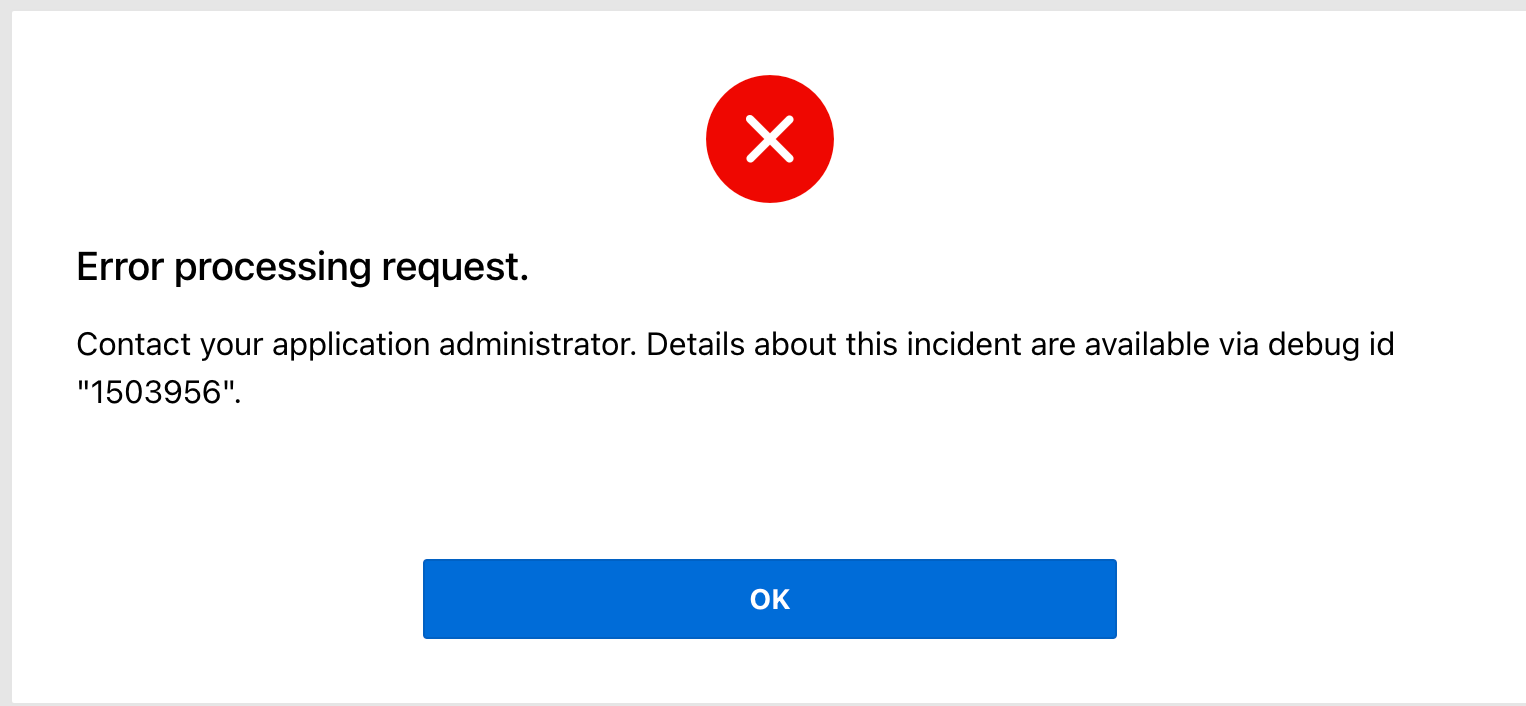 Error processing request.
Contact your application administrator. Details about this incident are available via debug id
"1503956".
OK